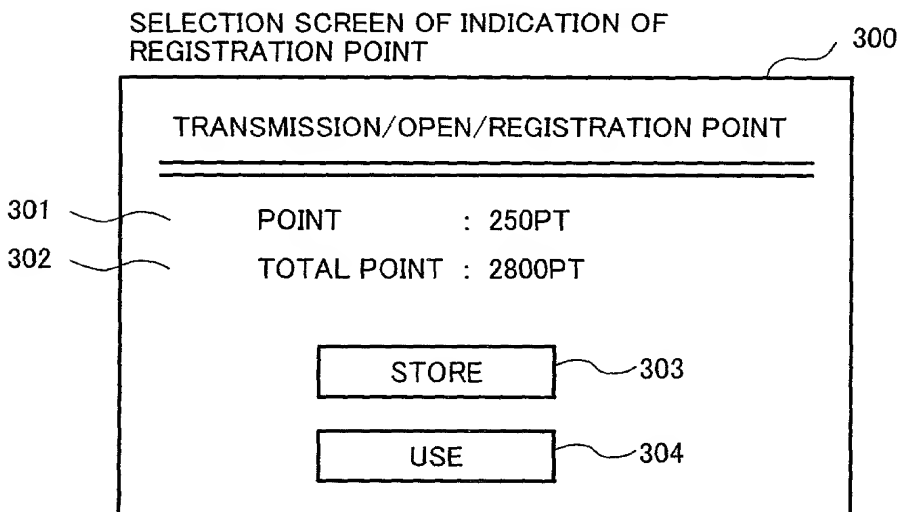 SELECTION SCREEN OF INDICATION OF
REGISTRATION POINT
300
TRANSMISSION/OPEN/REGISTRATION POINT
301 POINT : 250PT
302 TOTAL POINT : 2800PT
STORE 303
USE 304